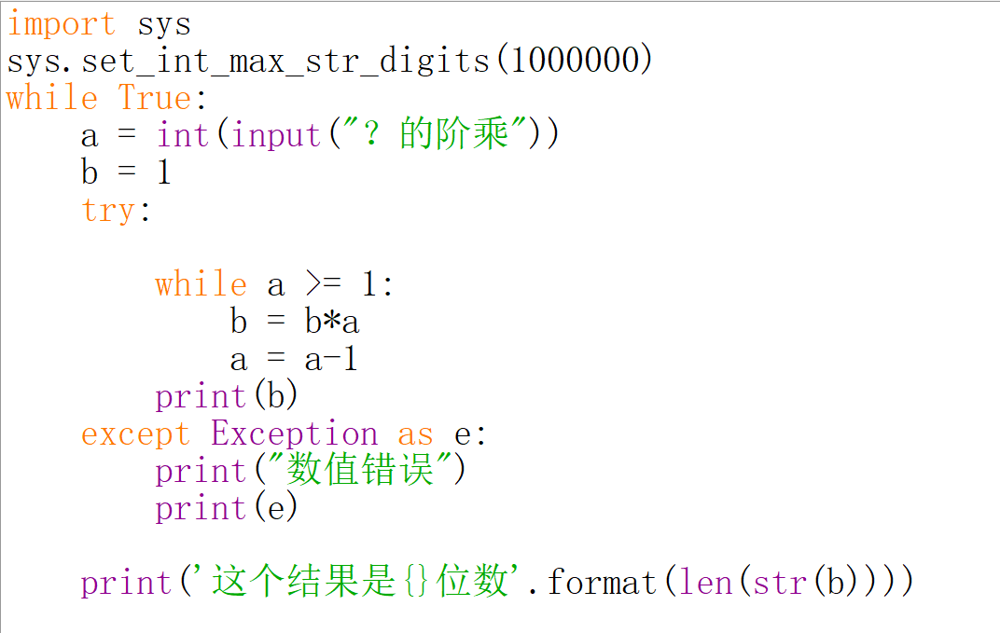 import sys
sys.set_int_max_str_digits(1000000)
while True:
    a = int(input("？的阶乘"))
    b = 1
    try:

        while a >= 1:
            b = b*a
            a = a-1
        print(b)
    except Exception as e:
        print("数值错误")
        print(e)

    print('这个结果是{}位数'.format(len(str(b))))